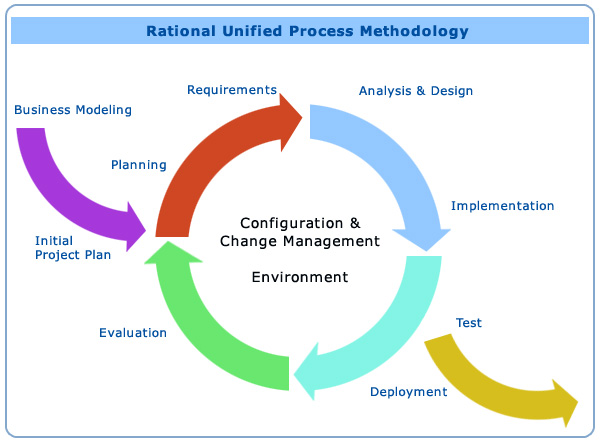 Rational Unified Process Methodology
Requirements
Analysis & Design
Business Modeling
Planning
Implementation
Configuration &
Change Management
Initial
Project Plan
Environment
Test
Evaluation
Deployment